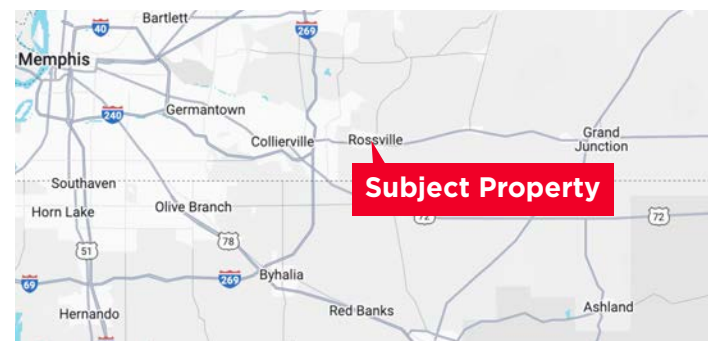 Bartlett
40
269
Memphis
Germantown
240
Collierville
Rossville
Grand
Junction
Southaven
Subject Property
Horn Lake
Olive Branch
72
72
78
51
Byhalia
69
269
Hernando
Red Banks
Ashland